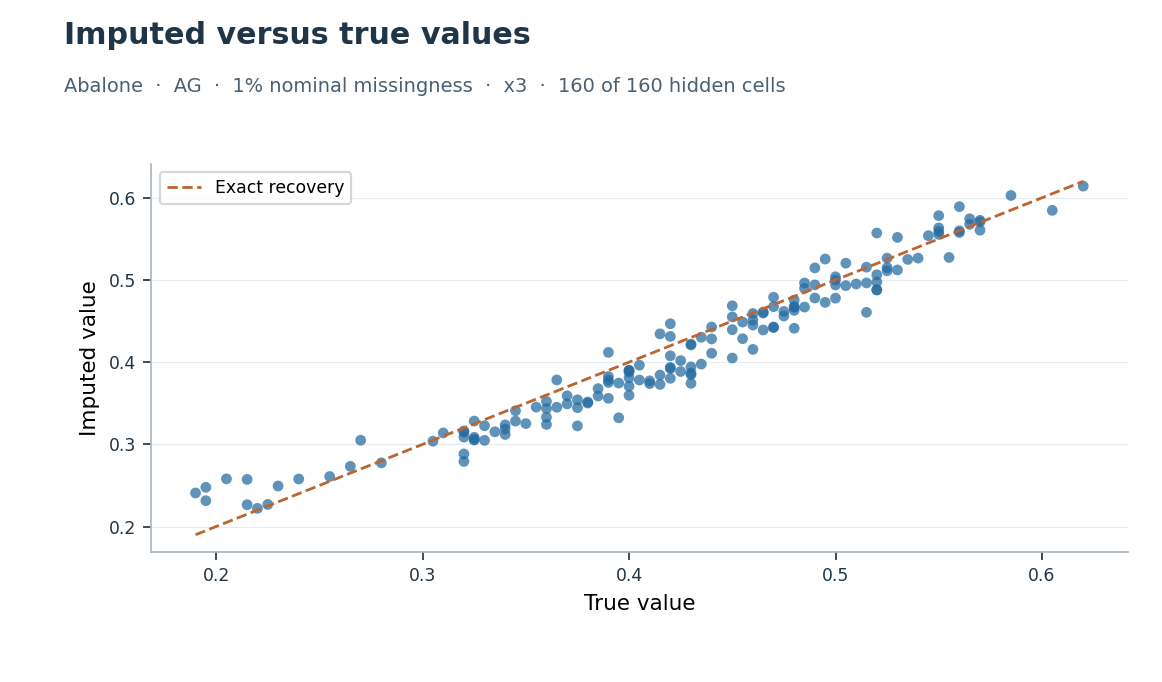 Imputed versus true values
Abalone · AG · 1% nominal missingness · x3 · 160 of 160 hidden cells
Exact recovery
Imputed value
0.6
0.5
0.4
0.3
0.2
0.2 0.3 0.4 0.5 0.6
True value